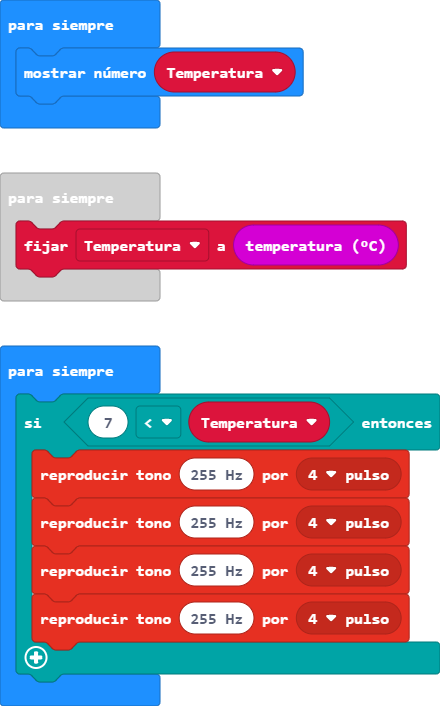 para siempre
mostrar número Temperatura
para siempre
fijar Temperatura a temperatura (ºC)
para siempre
si 7 < Temperatura entonces
reproducir tono 255 Hz por 4 pulso
reproducir tono 255 Hz por 4 pulso
reproducir tono 255 Hz por 4 pulso
reproducir tono 255 Hz por 4 pulso